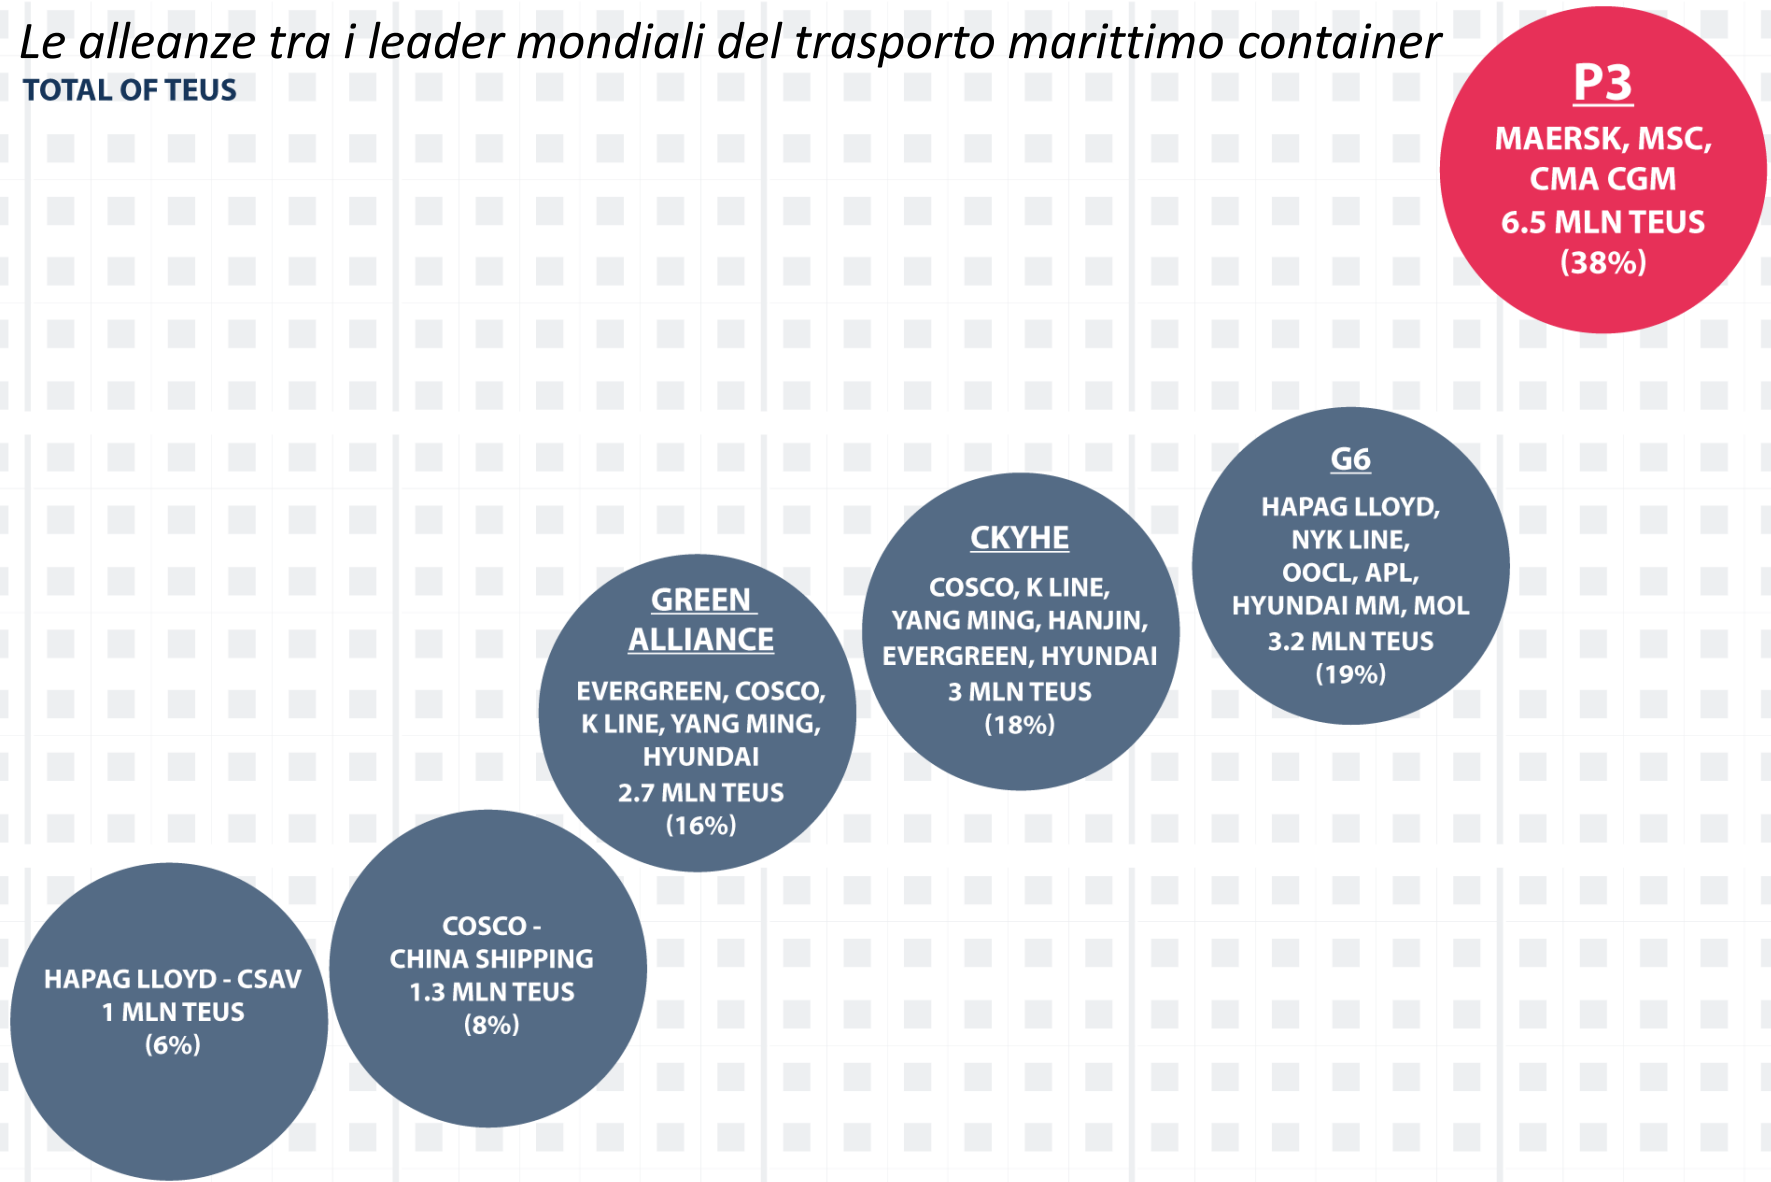 Le alleanze tra i leader mondiali del trasporto marittimo container
TOTAL OF TEUS
P3
MAERSK, MSC,
CMA CGM
6.5 MLN TEUS
(38%)
G6
HAPAG LLOYD,
NYK LINE,
OOCL, APL,
HYUNDAI MM, MOL
3.2 MLN TEUS
(19%)
CKYHE
COSCO, K LINE,
YANG MING, HANJIN,
EVERGREEN, HYUNDAI
3 MLN TEUS
(18%)
GREEN
ALLIANCE
EVERGREEN, COSCO,
K LINE, YANG MING,
HYUNDAI
2.7 MLN TEUS
(16%)
COSCO -
CHINA SHIPPING
1.3 MLN TEUS
(8%)
HAPAG LLOYD - CSAV
1 MLN TEUS
(6%)